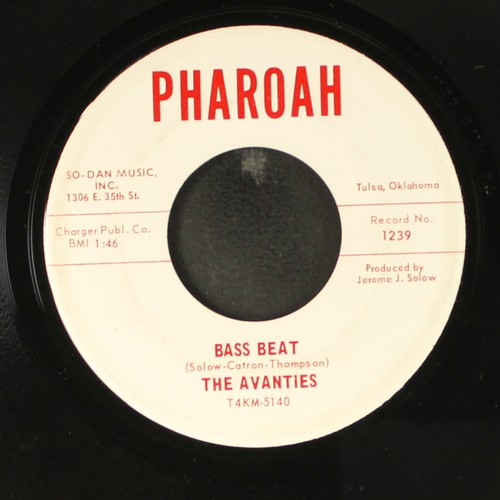 PHAROAH
SO-DAN MUSIC,
INC.
1306 E. 35th St.
Tulsa, Oklahoma
Charger Publ. Co.
BMI 1:46
Record No.
1239
Produced by
Jerome J. Solow
BASS BEAT
(Solow-Catron-Thompson)
THE AVANTIES
T4KM-5140